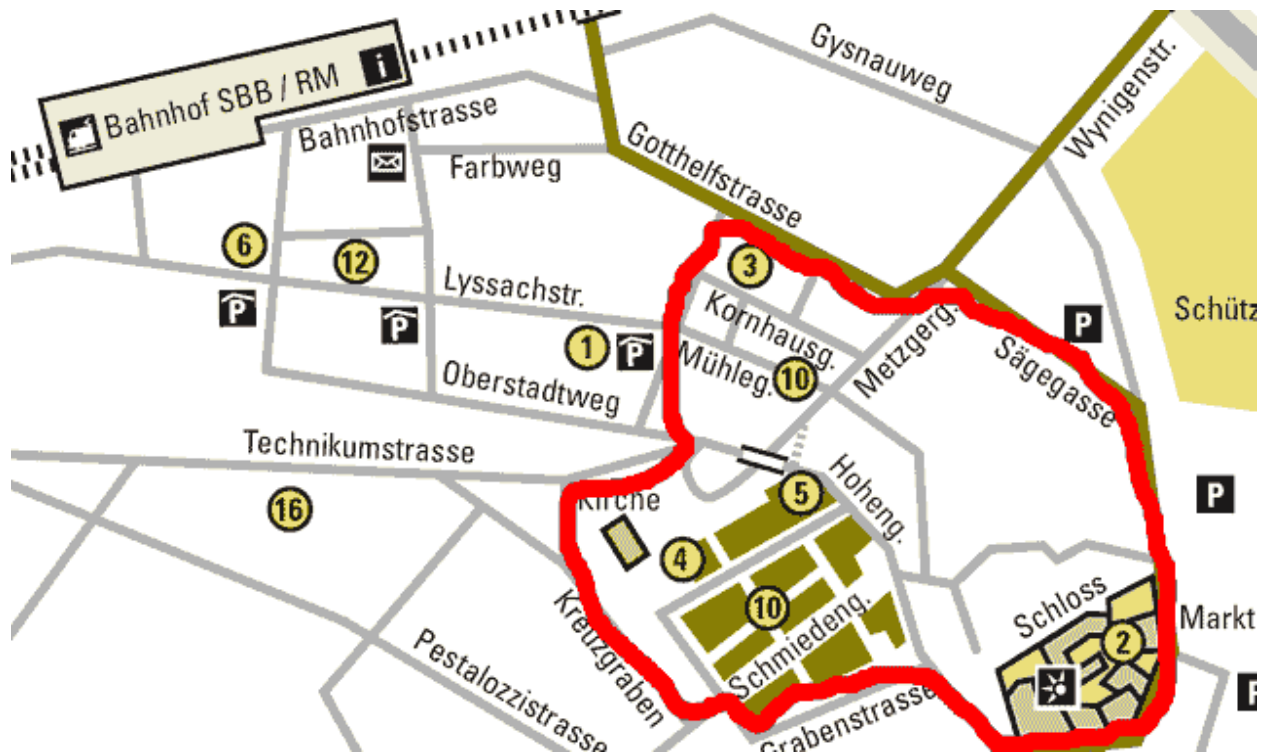 Gysnauweg
Wynigenstr.
i
Bahnhof SBB / RM
Bahnhofstrasse
Farbweg
Gotthelfstrasse
6
12
3
Lyssachstr.
P
P
1
P
Kornhausg.
Mühleg.
10
Metzgerg.
Sägegasse
P
Schütz
Oberstadtweg
Technikumstrasse
16
Kirche
5
Hoheng.
P
4
10
Schmiedeng.
Kreuzgraben
Pestalozzistrasse
Grabenstrasse
Grabenstrasse
Schloss
2
Markt